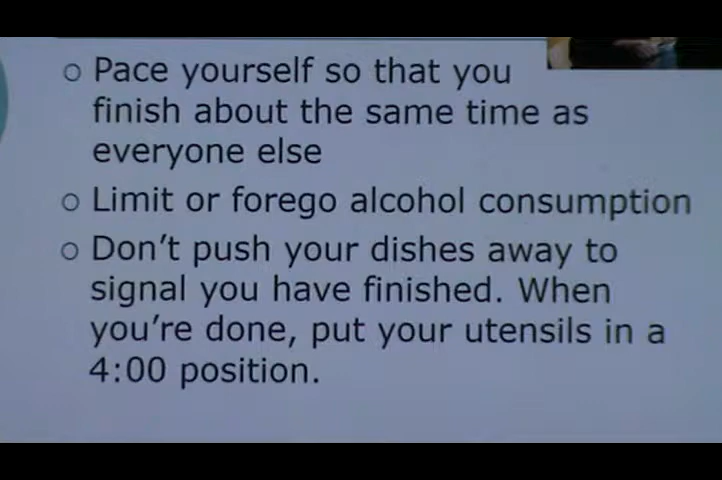 ○ Pace yourself so that you
finish about the same time as
everyone else
○ Limit or forego alcohol consumption
○ Don't push your dishes away to
signal you have finished. When
you're done, put your utensils in a
4:00 position.